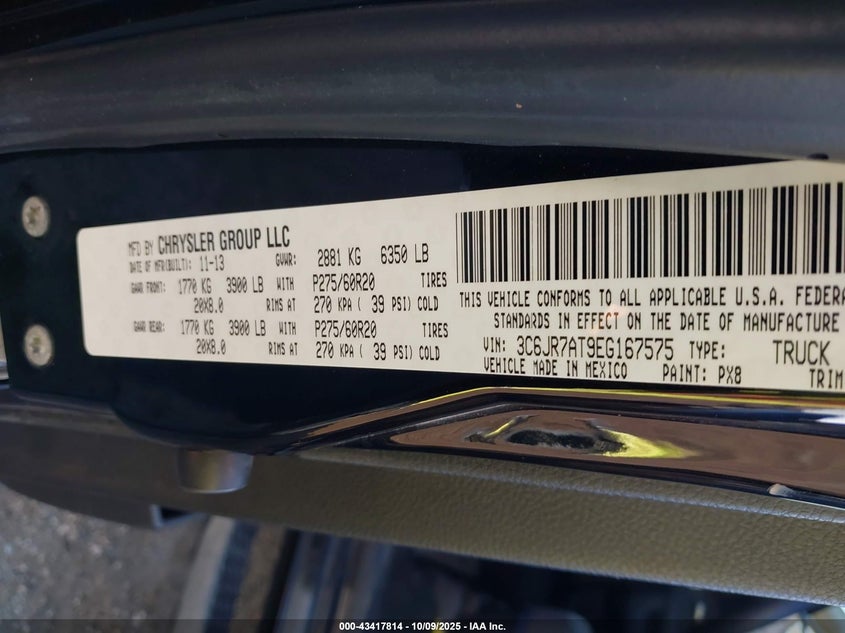 MFD BY CHRYSLER GROUP LLC
DATE OF MFR(BUILT): 11-13 GVWR: 2881 KG 6350 LB
GAWR FRONT: 1770 KG 3900 LB WITH P275/60R20 TIRES
20X8.0 RIMS AT 270 KPA ( 39 PSI) COLD
GAWR REAR: 1770 KG 3900 LB WITH P275/60R20 TIRES
20X8.0 RIMS AT 270 KPA ( 39 PSI) COLD
THIS VEHICLE CONFORMS TO ALL APPLICABLE U.S.A. FEDERA
STANDARDS IN EFFECT ON THE DATE OF MANUFACTURE
VIN: 3C6JR7AT9EG167575 TYPE: TRUCK
VEHICLE MADE IN MEXICO PAINT: PX8 TRIM
000-43417814 | 10/09/2025 - IAA Inc.